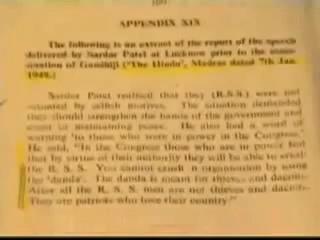 APPENDIX XIX
The following is an extract of the report of the speech
delivered by Sardar Patel at Lucknow prior to the assas-
sination of Gandhiji ('The Hindu', Madras dated 7th Jan.
1948.)
Sardar Patel realised that they (R.S.S.) were not
actuated by selfish motives. The situation demanded
they should strengthen the hands of the government and
assist in maintaining peace. He also had a word of
warning to those who were in power in the Congress.
He said, "In the Congress those who are in power feel
that by virtue of their authority they will be able to crush
the R. S. S. You cannot crush an organisation by using
the 'danda'. The danda is meant for thieves and dacoits.
After all the R. S. S. men are not thieves and dacoits.
They are patriots who love their country."